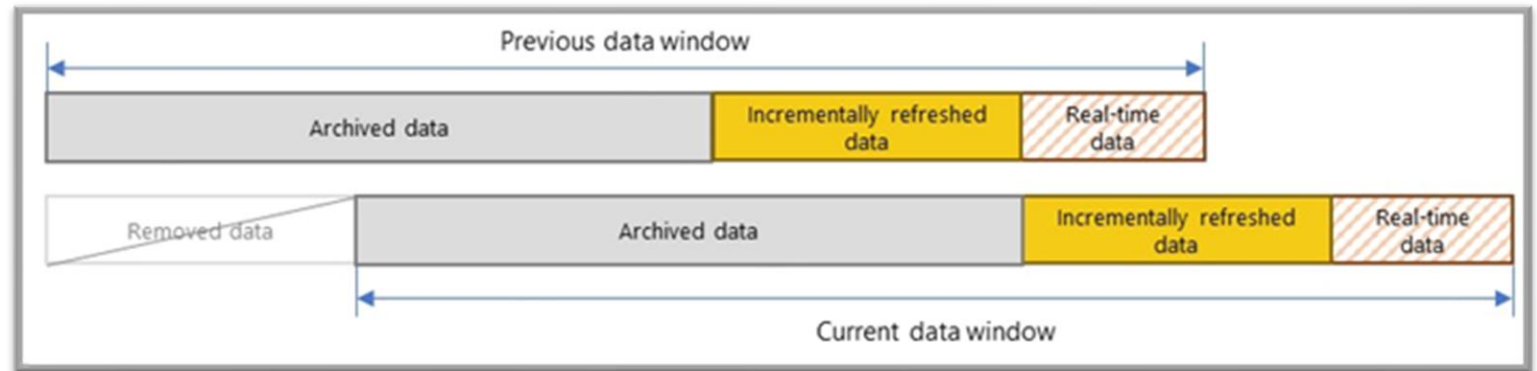 Previous data window
Archived data
Incrementally refreshed
data
Real-time
data
Removed data
Archived data
Incrementally refreshed
data
Real-time
data
Current data window